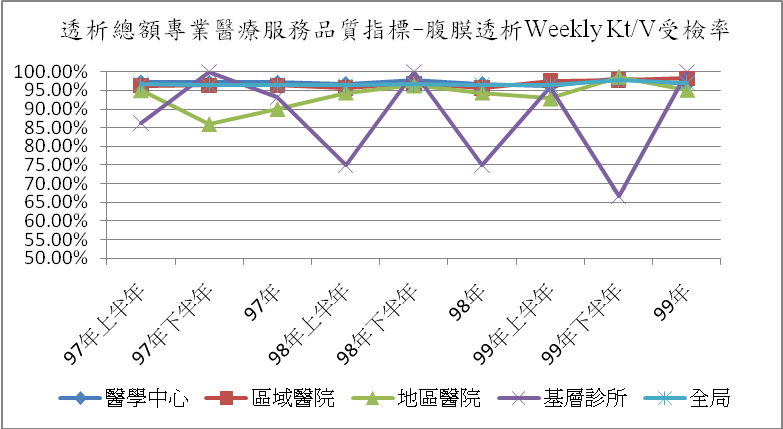 透析總額專業醫療服務品質指標-腹膜透析Weekly Kt/V受檢率
100.00%
95.00%
90.00%
85.00%
80.00%
75.00%
70.00%
65.00%
60.00%
55.00%
50.00%
97年上半年
97年下半年
97年
98年上半年
98年下半年
98年
99年上半年
99年下半年
99年
醫學中心 區域醫院 地區醫院 基層診所 全局